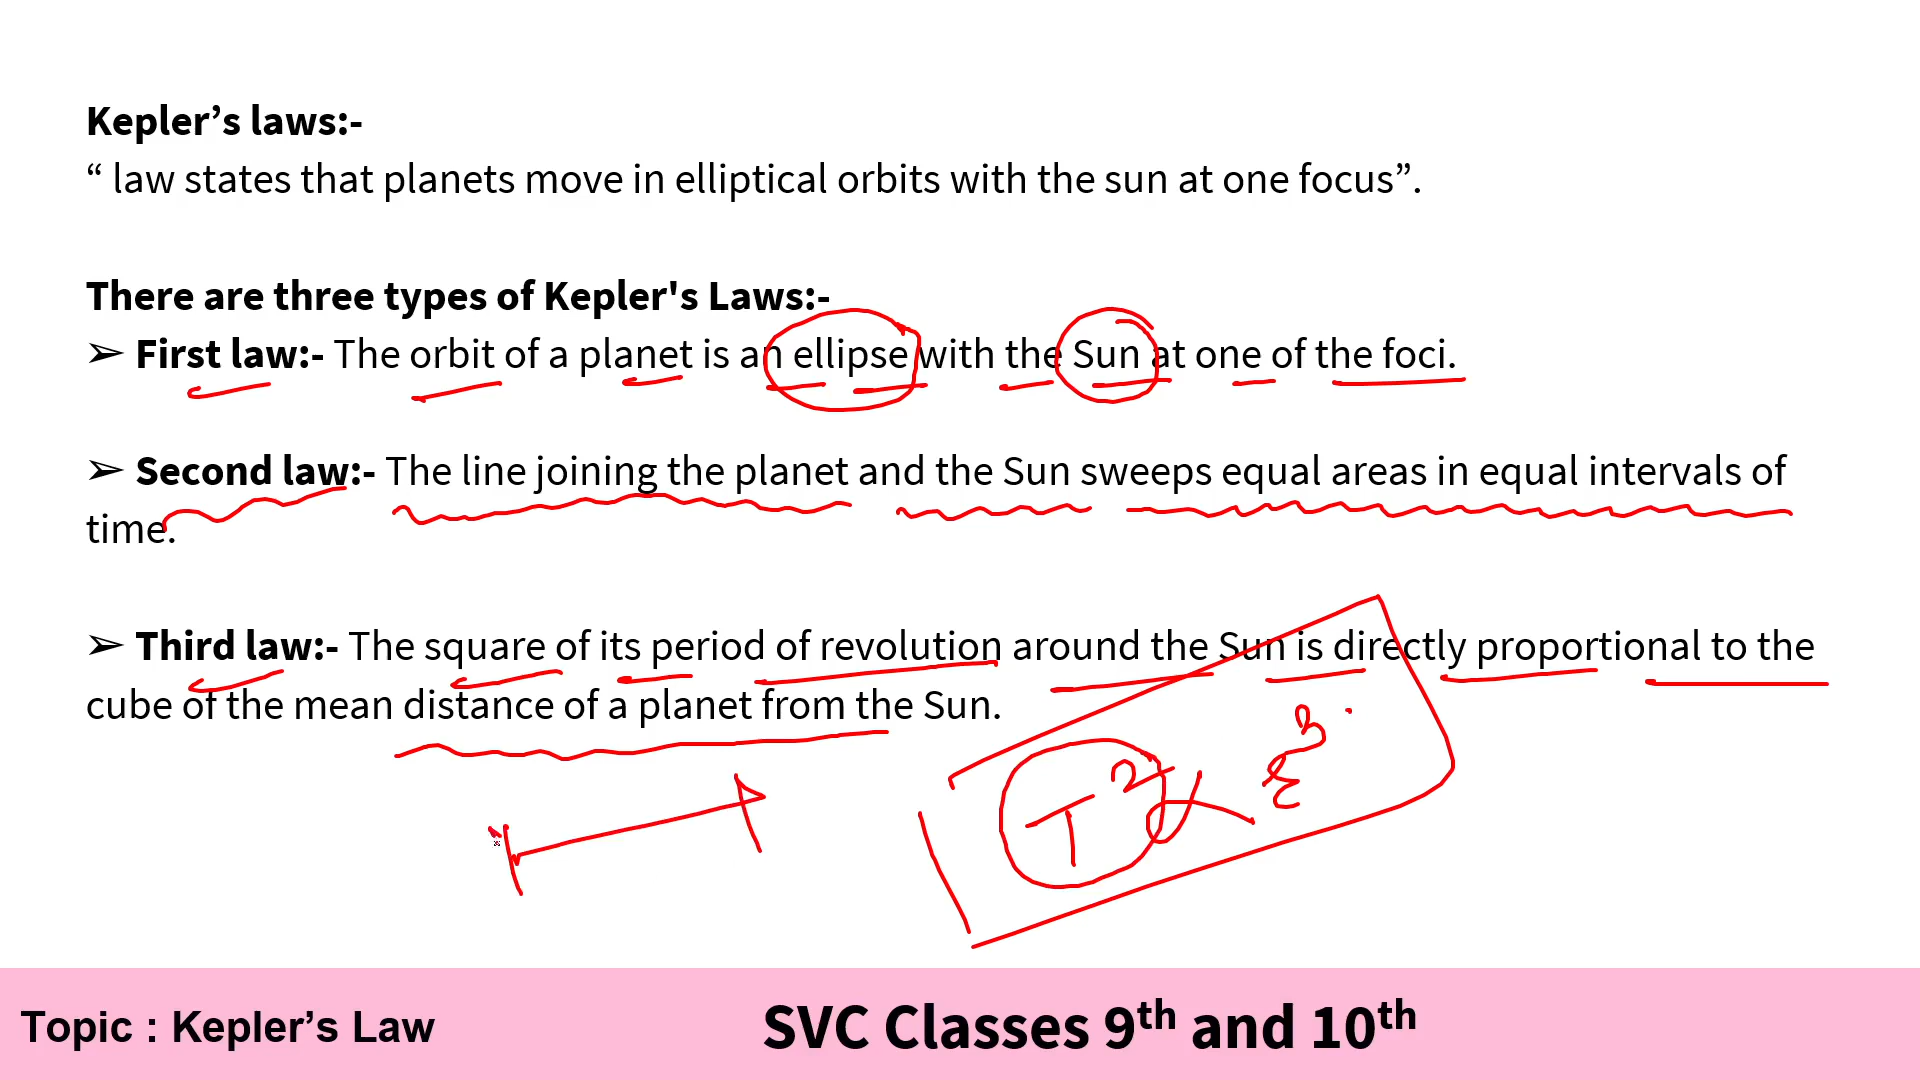 Kepler’s laws:-
“ law states that planets move in elliptical orbits with the sun at one focus”.
There are three types of Kepler's Laws:-
➢ First law:- The orbit of a planet is an ellipse with the Sun at one of the foci.
➢ Second law:- The line joining the planet and the Sun sweeps equal areas in equal intervals of
time.
➢ Third law:- The square of its period of revolution around the Sun is directly proportional to the
cube of the mean distance of a planet from the Sun.
Topic : Kepler’s Law
SVC Classes 9th and 10th